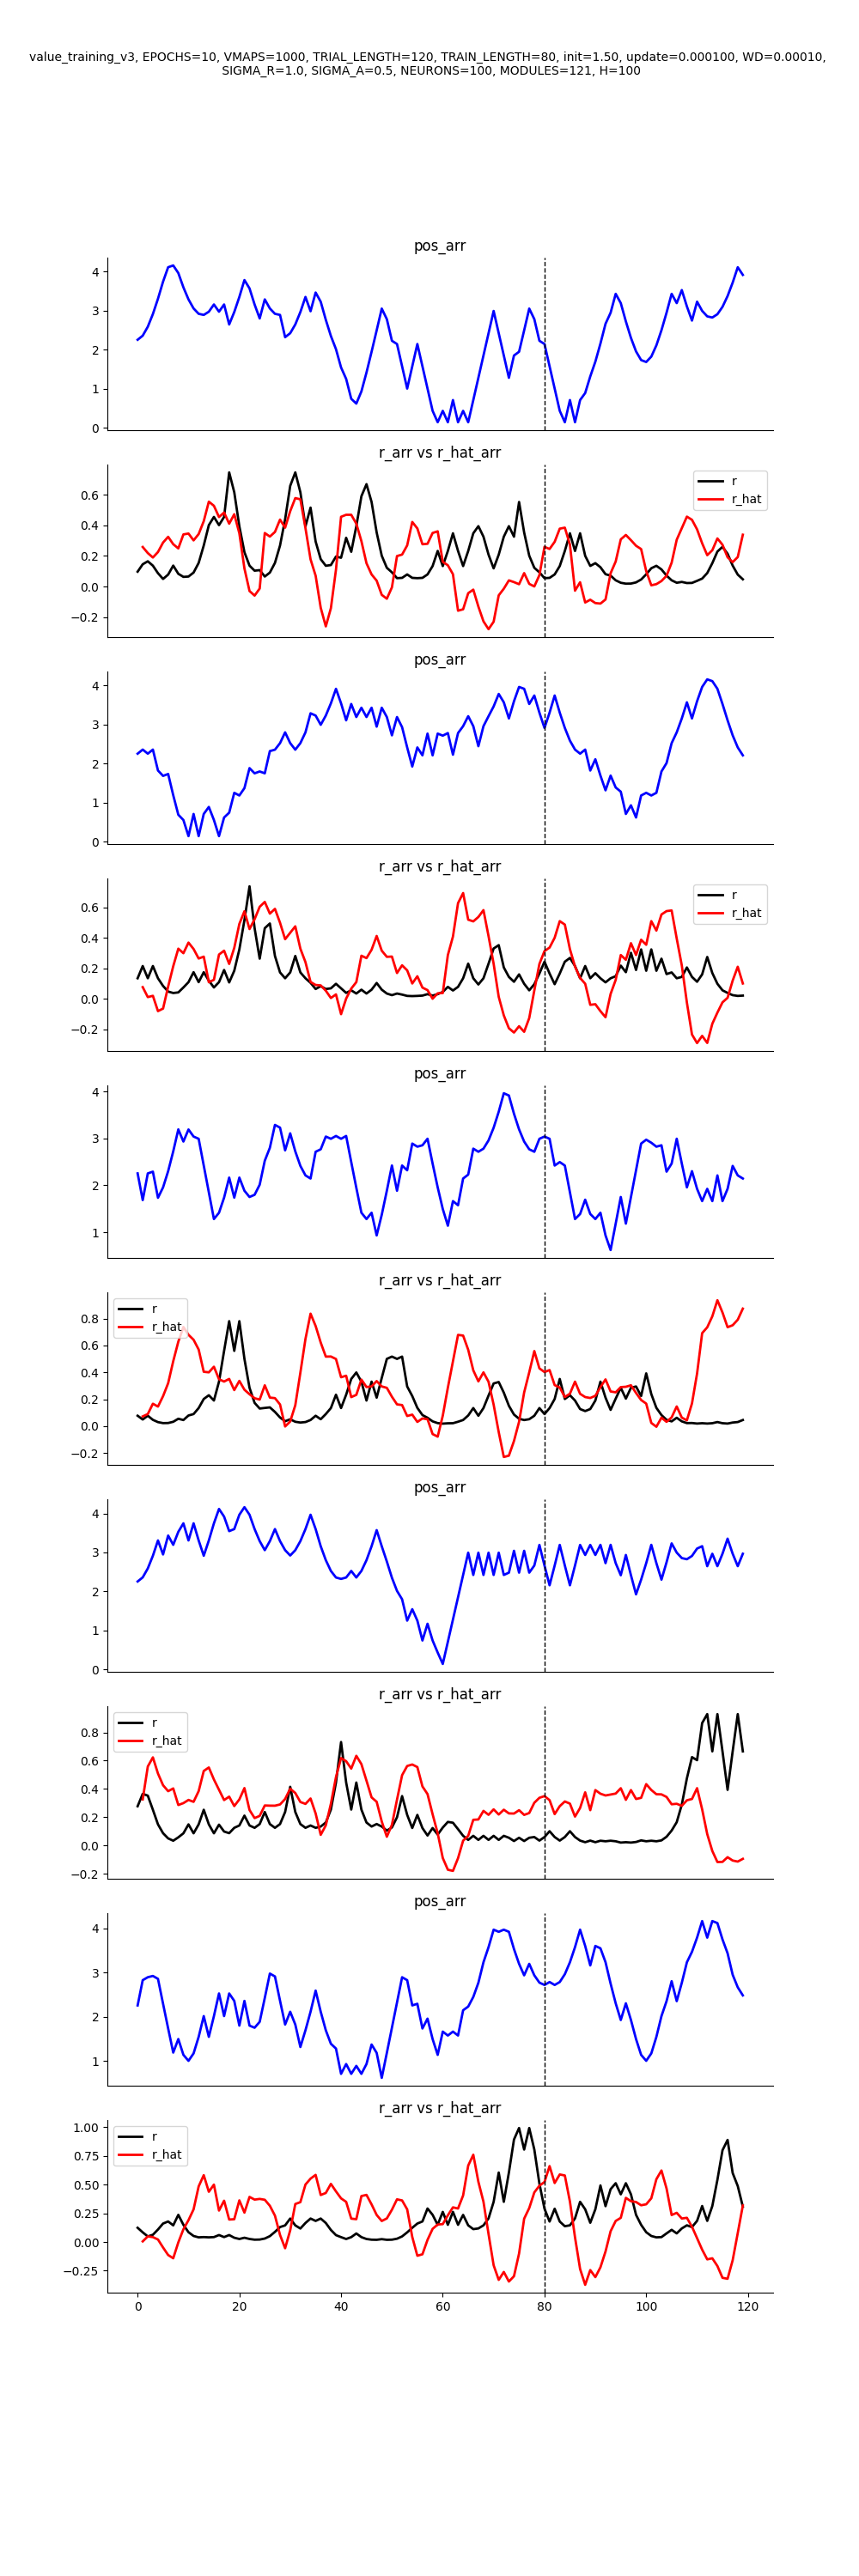 value_training_v3, EPOCHS=10, VMAPS=1000, TRIAL_LENGTH=120, TRAIN_LENGTH=80, init=1.50, update=0.000100, WD=0.00010,
SIGMA_R=1.0, SIGMA_A=0.5, NEURONS=100, MODULES=121, H=100
pos_arr
4
3
2
1
0
r_arr vs r_hat_arr
0.6
0.4
0.2
0.0
−0.2
r
r_hat
pos_arr
4
3
2
1
0
r_arr vs r_hat_arr
0.6
0.4
0.2
0.0
−0.2
r
r_hat
pos_arr
4
3
2
1
r_arr vs r_hat_arr
0.8
0.6
0.4
0.2
0.0
−0.2
r
r_hat
pos_arr
4
3
2
1
0
r_arr vs r_hat_arr
0.8
0.6
0.4
0.2
0.0
−0.2
r
r_hat
pos_arr
4
3
2
1
r_arr vs r_hat_arr
1.00
0.75
0.50
0.25
0.00
−0.25
r
r_hat
0 20 40 60 80 100 120